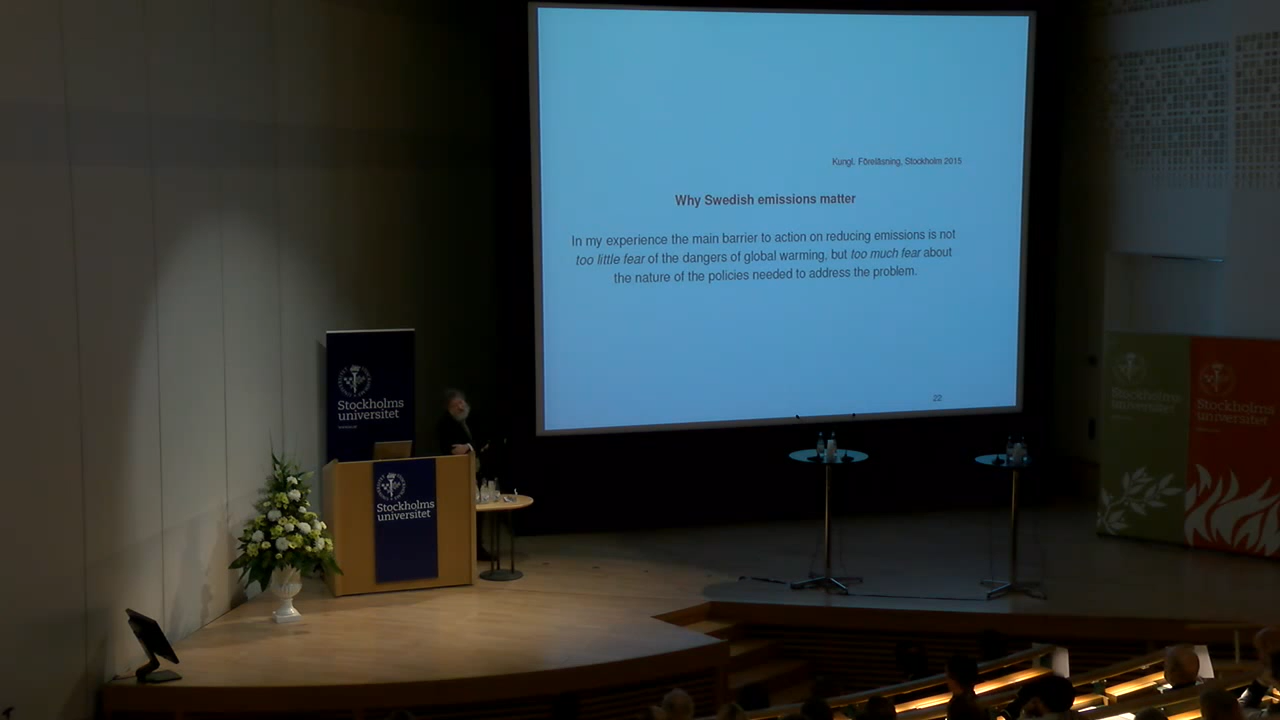 Kungl. Föreläsning, Stockholm 2015
Why Swedish emissions matter
In my experience the main barrier to action on reducing emissions is not
too little fear of the dangers of global warming, but too much fear about
the nature of the policies needed to address the problem.
22
Stockholms
universitet
Stockholms
universitet
Stockholms
universitet
Stockholms
universitet